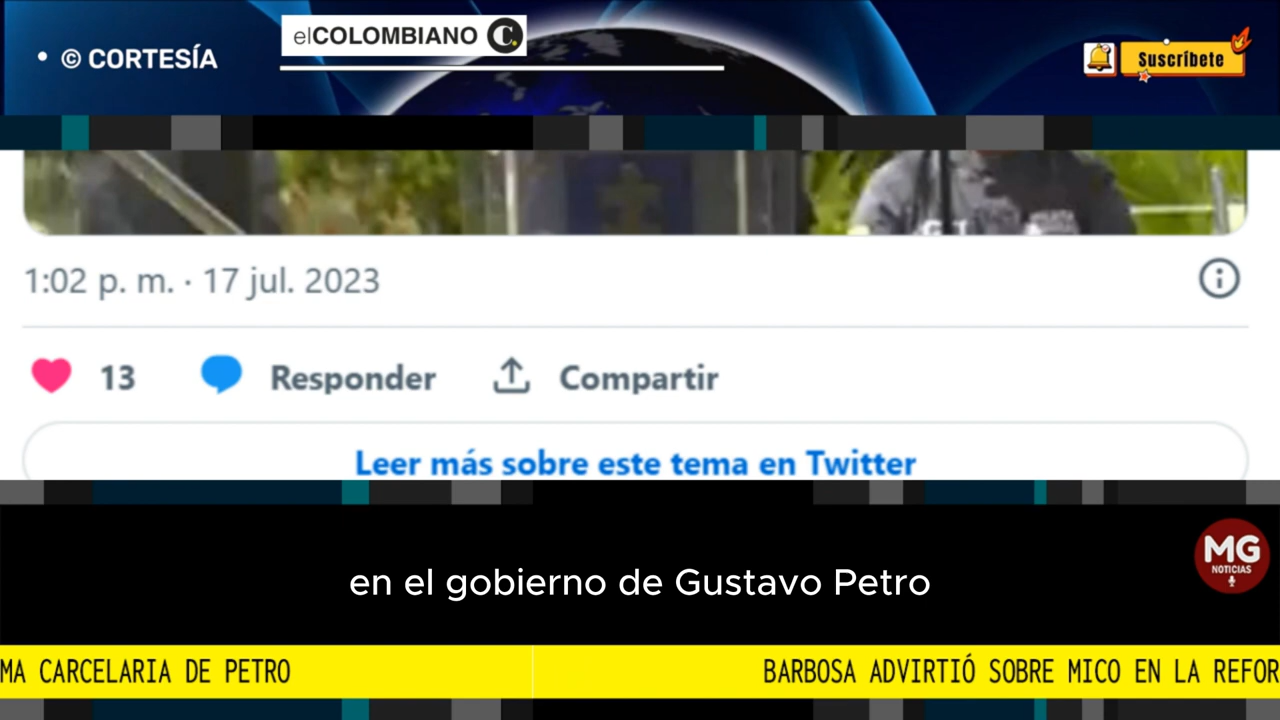 • © CORTESÍA
elCOLOMBIANO C.
Suscríbete
1:02 p. m. · 17 jul. 2023
13 Responder Compartir
Leer más sobre este tema en Twitter
MG
NOTICIAS
en el gobierno de Gustavo Petro
MA CARCELARIA DE PETRO BARBOSA ADVIRTIÓ SOBRE MICO EN LA REFOR